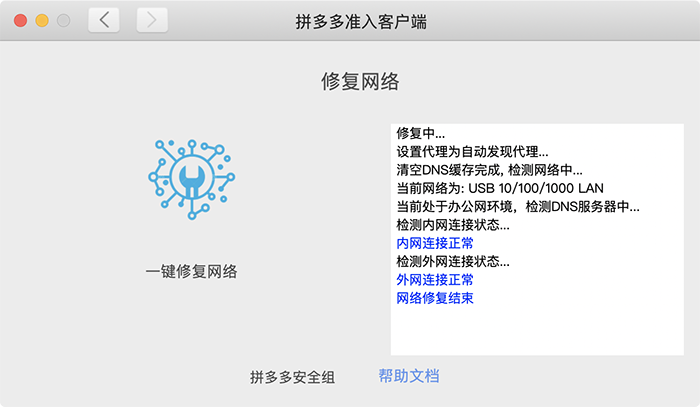 拼多多准入客户端
修复网络
修复中...
设置代理为自动发现代理...
清空DNS缓存完成, 检测网络中...
当前网络为: USB 10/100/1000 LAN
当前处于办公网环境，检测DNS服务器中...
检测内网连接状态...
内网连接正常
检测外网连接状态...
外网连接正常
网络修复结束
一键修复网络
拼多多安全组 帮助文档